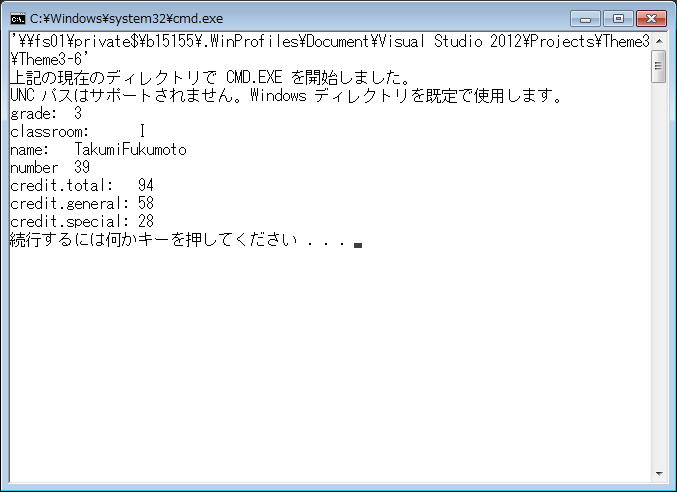 C:¥Windows¥system32¥cmd.exe
'¥¥fs01¥private$¥b15155¥.WinProfiles¥Document¥Visual Studio 2012¥Projects¥Theme3
¥Theme3-6'
上記の現在のディレクトリで CMD.EXE を開始しました。
UNC パスはサポートされません。Windows ディレクトリを既定で使用します。
grade:  3
classroom:      I
name:   TakumiFukumoto
number  39
credit.total:   94
credit.general: 58
credit.special: 28
続行するには何かキーを押してください . . .